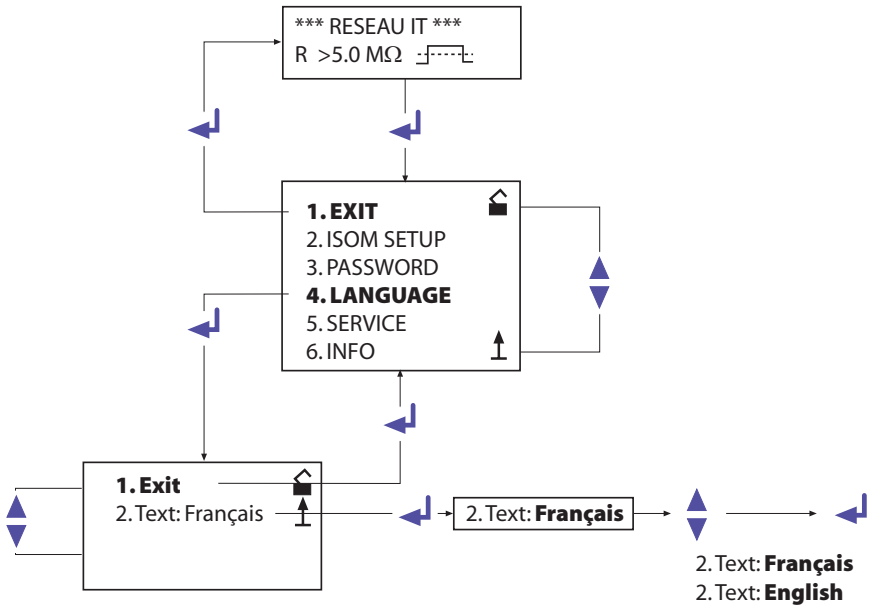 *** RESEAU IT ***
R >5.0 MΩ
1. EXIT
2. ISOM SETUP
3. PASSWORD
4. LANGUAGE
5. SERVICE
6. INFO
1. Exit
2. Text: Français
2. Text: Français
2. Text: Français
2. Text: English